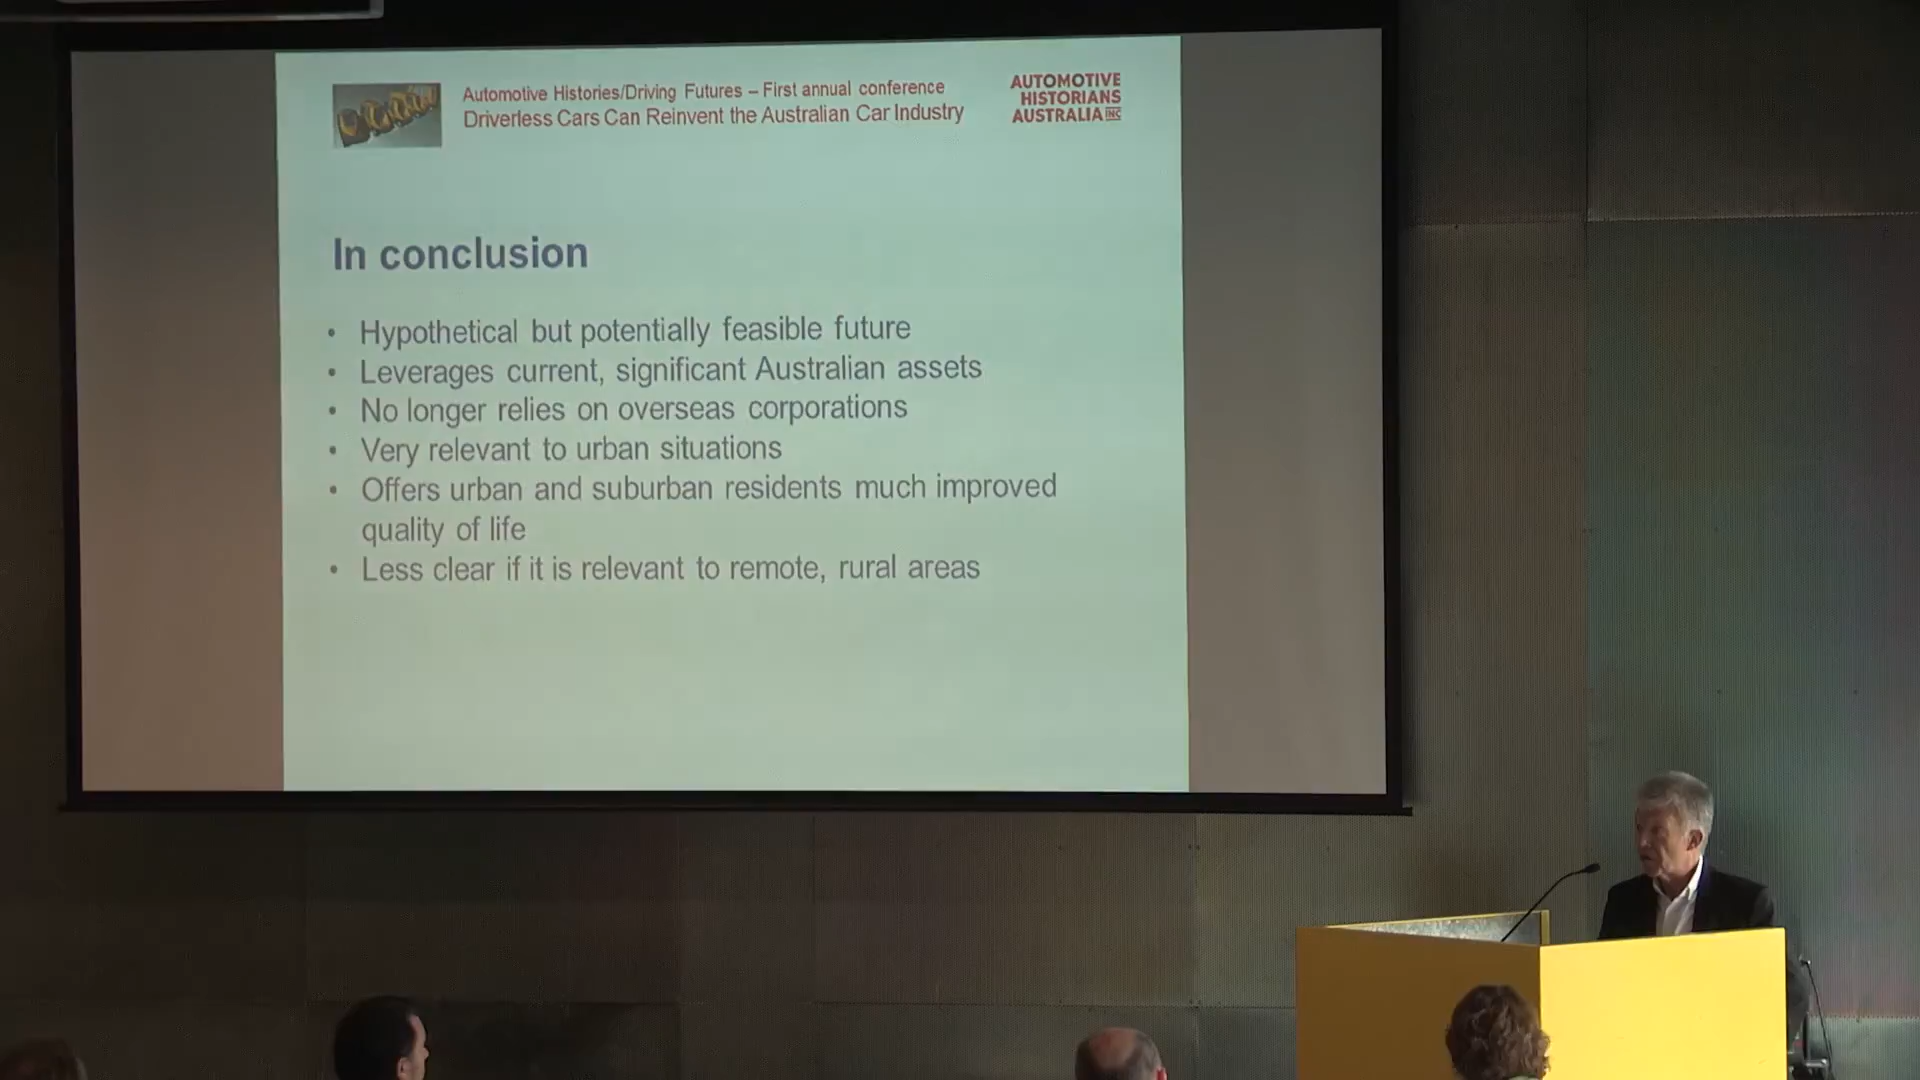 Automotive Histories/Driving Futures – First annual conference
Driverless Cars Can Reinvent the Australian Car Industry
AUTOMOTIVE
HISTORIANS
AUSTRALIA INC
In conclusion
• Hypothetical but potentially feasible future
• Leverages current, significant Australian assets
• No longer relies on overseas corporations
• Very relevant to urban situations
• Offers urban and suburban residents much improved
quality of life
• Less clear if it is relevant to remote, rural areas